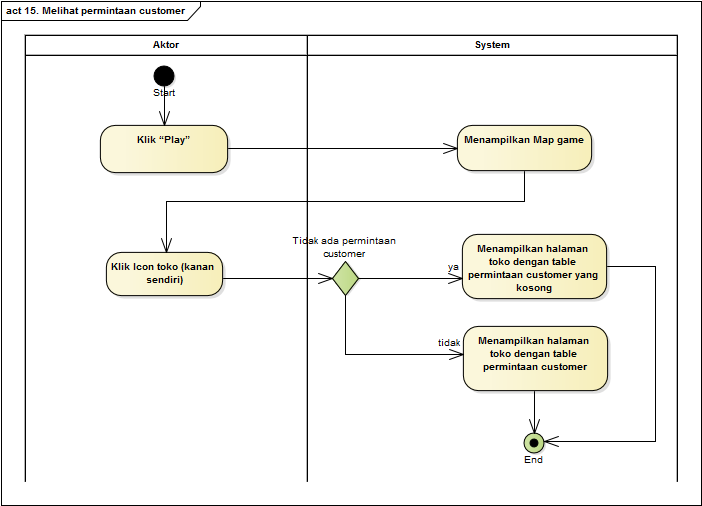 act 15. Melihat permintaan customer
Aktor
System
Start
Klik “Play”
Menampilkan Map game
Klik Icon toko (kanan
sendiri)
Tidak ada permintaan
customer
ya
Menampilkan halaman
toko dengan table
permintaan customer yang
kosong
tidak
Menampilkan halaman
toko dengan table
permintaan customer
End